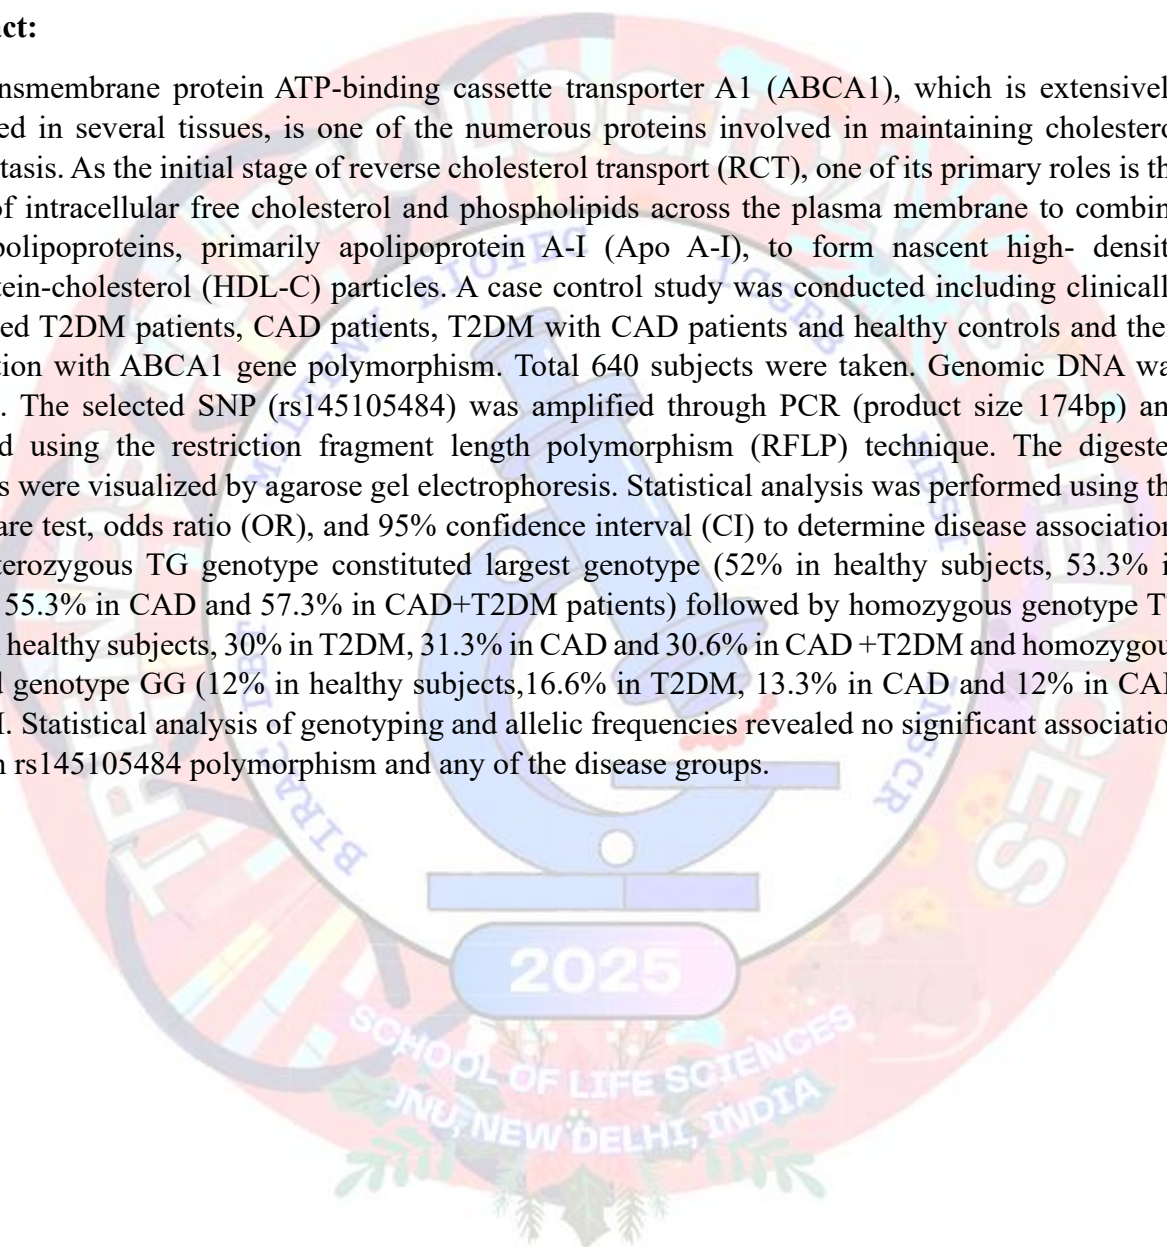 act:
nsmembrane protein ATP-binding cassette transporter A1 (ABCA1), which is extensivel
ed in several tissues, is one of the numerous proteins involved in maintaining cholestero
tasis. As the initial stage of reverse cholesterol transport (RCT), one of its primary roles is th
of intracellular free cholesterol and phospholipids across the plasma membrane to combin
polipoproteins, primarily apolipoprotein A-I (Apo A-I), to form nascent high- densit
tein-cholesterol (HDL-C) particles. A case control study was conducted including clinicall
ed T2DM patients, CAD patients, T2DM with CAD patients and healthy controls and thei
tion with ABCA1 gene polymorphism. Total 640 subjects were taken. Genomic DNA wa
. The selected SNP (rs145105484) was amplified through PCR (product size 174bp) an
d using the restriction fragment length polymorphism (RFLP) technique. The digeste
s were visualized by agarose gel electrophoresis. Statistical analysis was performed using th
are test, odds ratio (OR), and 95% confidence interval (CI) to determine disease association
terozygous TG genotype constituted largest genotype (52% in healthy subjects, 53.3% i
55.3% in CAD and 57.3% in CAD+T2DM patients) followed by homozygous genotype T
healthy subjects, 30% in T2DM, 31.3% in CAD and 30.6% in CAD +T2DM and homozygou
d genotype GG (12% in healthy subjects,16.6% in T2DM, 13.3% in CAD and 12% in CAD
I. Statistical analysis of genotyping and allelic frequencies revealed no significant associatio
n rs145105484 polymorphism and any of the disease groups.
TRENDS
SCIENCES
BIRAC DBT
ICGEB
ANSCR
2025
SCHOOL OF LIFE SCIENCES
JNU, NEW DELHI, INDIA